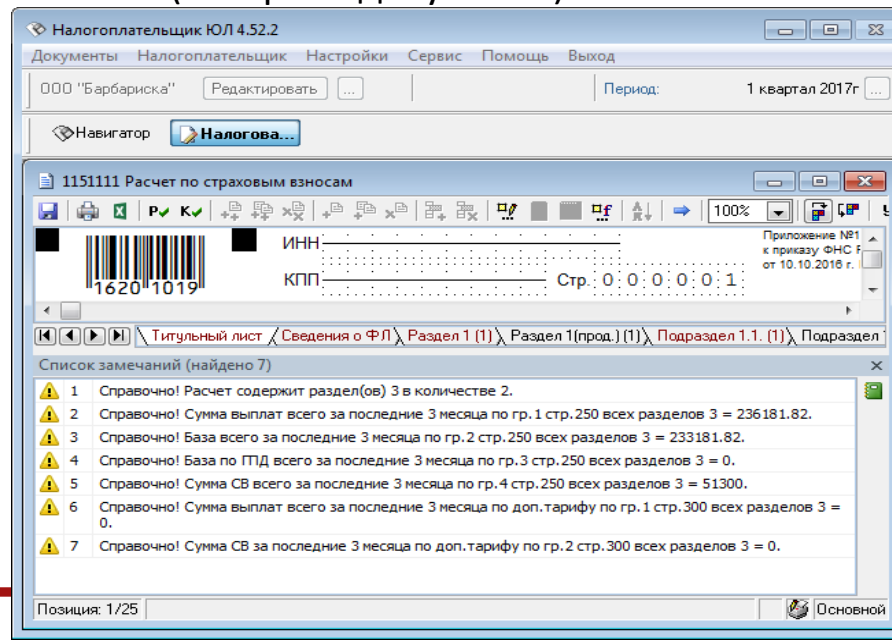 Налогоплательщик ЮЛ 4.52.2
Документы Налогоплательщик Настройки Сервис Помощь Выход
ООО "Барбариска" Редактировать ... Период: 1 квартал 2017г ...
Навигатор Налогова...
1151111 Расчет по страховым взносам
Р К 100%
ИНН Приложение №1
к приказу ФНС
1620 1019 КПП Стр. 0 0 0 0 0 1 от 10.10.2016 г.
Титульный лист Сведения о ФЛ Раздел 1 (1) Раздел 1(прод.) (1) Подраздел 1.1. (1) Подраздел
Список замечаний (найдено 7)
1 Справочно! Расчет содержит раздел(ов) 3 в количестве 2.
2 Справочно! Сумма выплат всего за последние 3 месяца по гр.1 стр.250 всех разделов 3 = 236181.82.
3 Справочно! База всего за последние 3 месяца по гр.2 стр.250 всех разделов 3 = 233181.82.
4 Справочно! База по ГПД всего за последние 3 месяца по гр.3 стр.250 всех разделов 3 = 0.
5 Справочно! Сумма СВ всего за последние 3 месяца по гр.4 стр.250 всех разделов 3 = 51300.
6 Справочно! Сумма выплат всего за последние 3 месяца по доп.тарифу по гр.1 стр.300 всех разделов 3 =
0.
7 Справочно! Сумма СВ за последние 3 месяца по доп.тарифу по гр.2 стр.300 всех разделов 3 = 0.
Позиция: 1/25 Основной